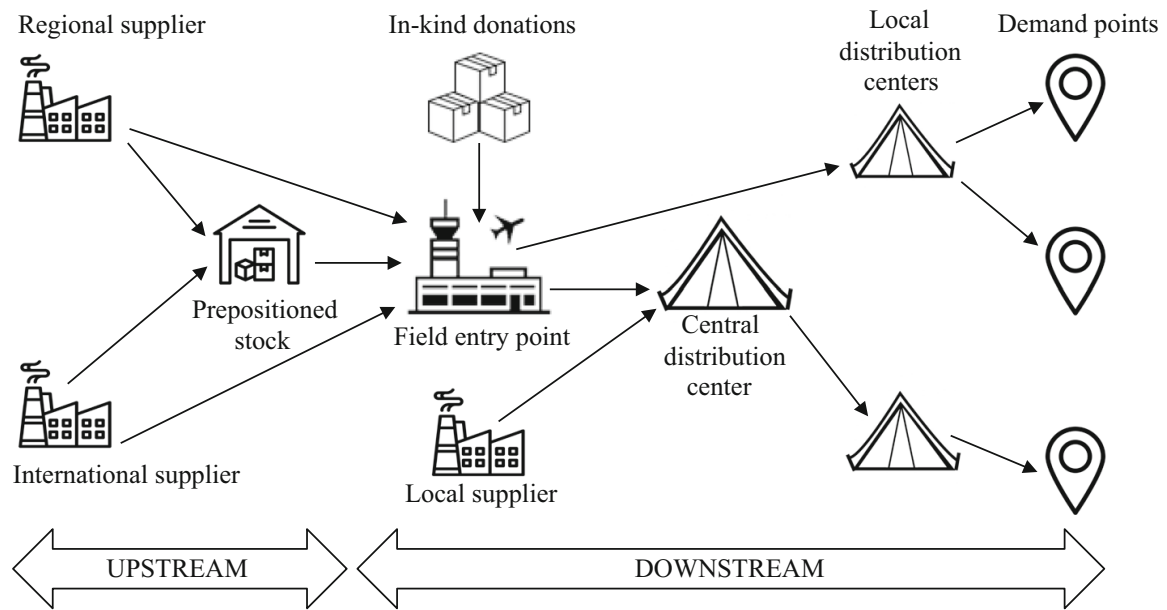 Regional supplier
In-kind donations
Local
distribution
centers
Demand points
Prepositioned
stock
Field entry point
Central
distribution
center
International supplier
Local supplier
UPSTREAM
DOWNSTREAM